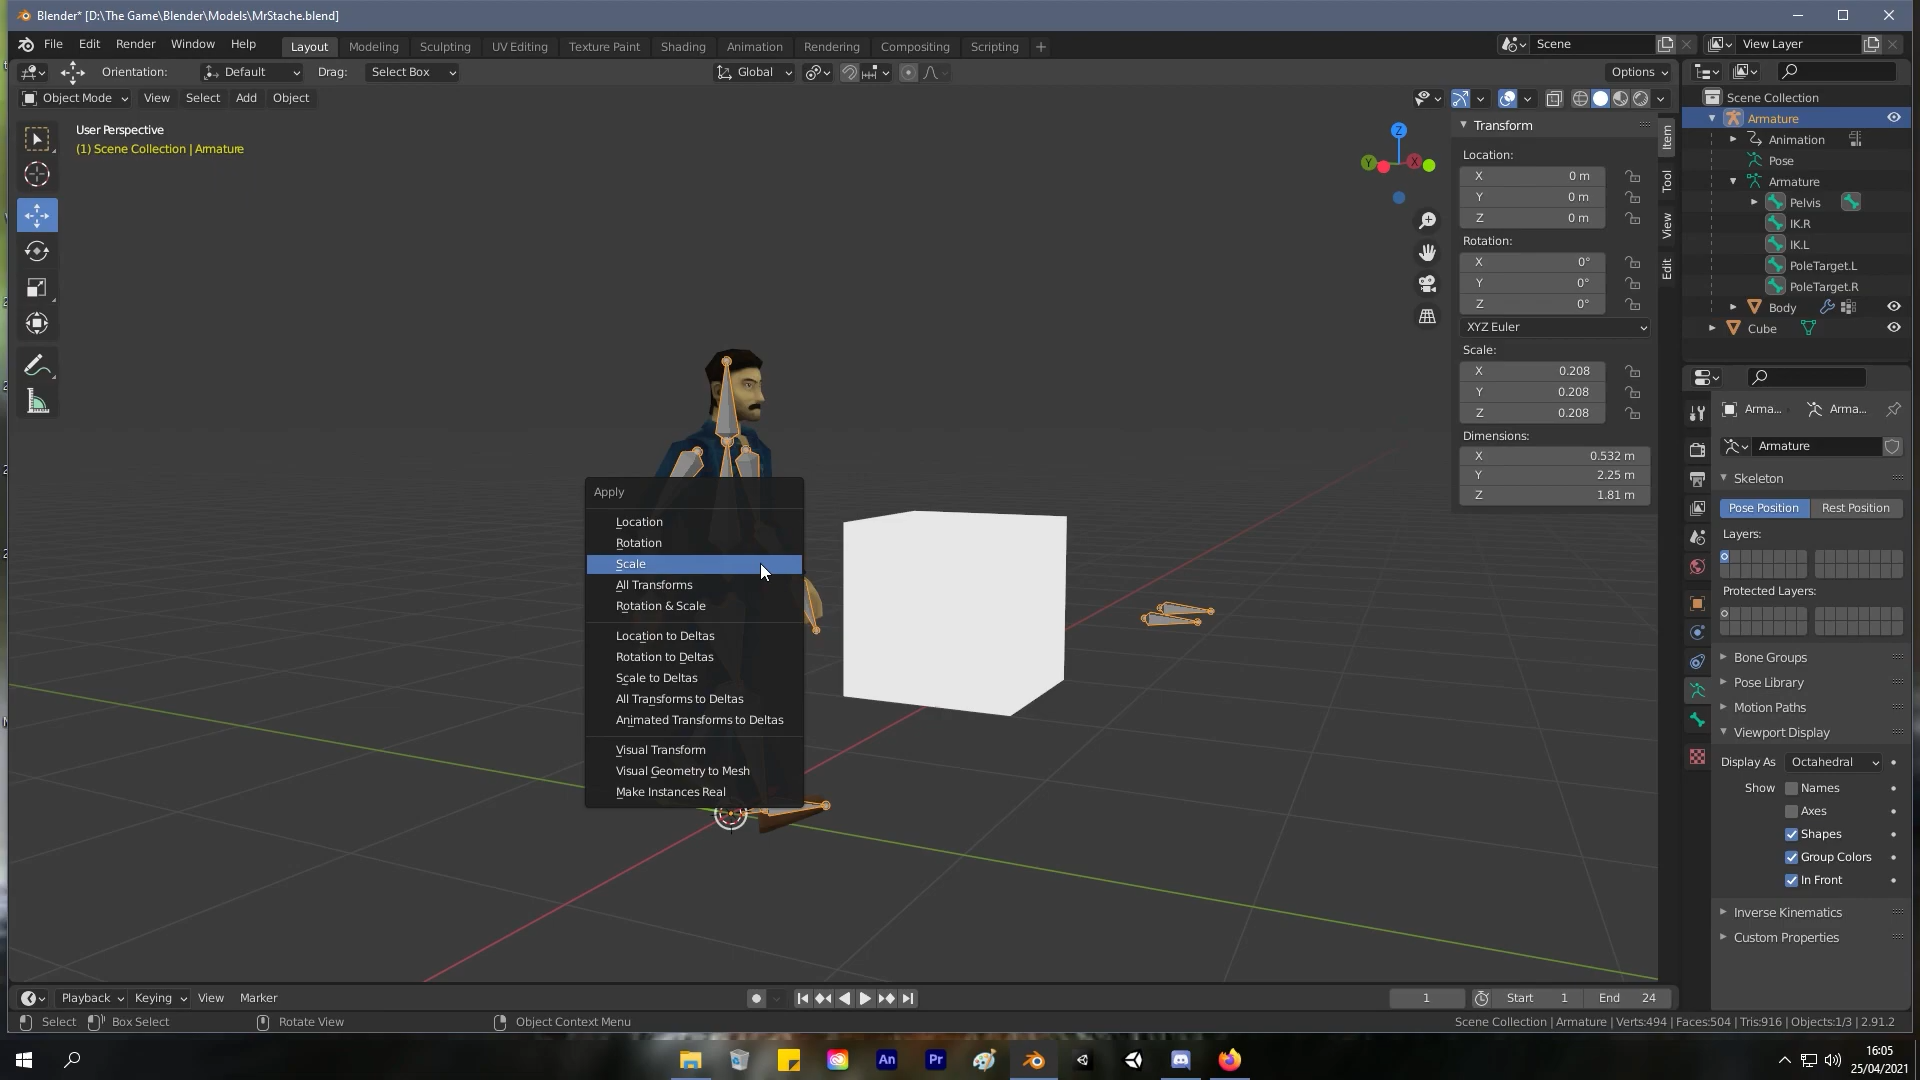 Blender* [D:\The Game\Blender\Models\MrStache.blend]
File Edit Render Window Help Layout Modeling Sculpting UV Editing Texture Paint Shading Animation Rendering Compositing Scripting + Scene View Layer
Orientation: Default Drag: Select Box Global Options
Object Mode View Select Add Object
User Perspective
(1) Scene Collection | Armature
Z
Y
X
Transform
Location:
X 0 m
Y 0 m
Z 0 m
Rotation:
X 0°
Y 0°
Z 0°
XYZ Euler
Scale:
X 0.208
Y 0.208
Z 0.208
Dimensions:
X 0.532 m
Y 2.25 m
Z 1.81 m
Item
Tool
View
Edit
Scene Collection
Armature
Animation
Pose
Armature
Pelvis
IK.R
IK.L
PoleTarget.L
PoleTarget.R
Body
Cube
Arma... Arma...
Armature
Skeleton
Pose Position Rest Position
Layers:
Protected Layers:
Bone Groups
Pose Library
Motion Paths
Viewport Display
Display As Octahedral
Show Names
Axes
Shapes
Group Colors
In Front
Inverse Kinematics
Custom Properties
Apply
Location
Rotation
Scale
All Transforms
Rotation & Scale
Location to Deltas
Rotation to Deltas
Scale to Deltas
All Transforms to Deltas
Animated Transforms to Deltas
Visual Transform
Visual Geometry to Mesh
Make Instances Real
Playback Keying View Marker 1 Start 1 End 24
Select Box Select Rotate View Object Context Menu Scene Collection | Armature | Verts:494 | Faces:504 | Tris:916 | Objects:1/3 | 2.91.2
An Pr
16:05
25/04/2021